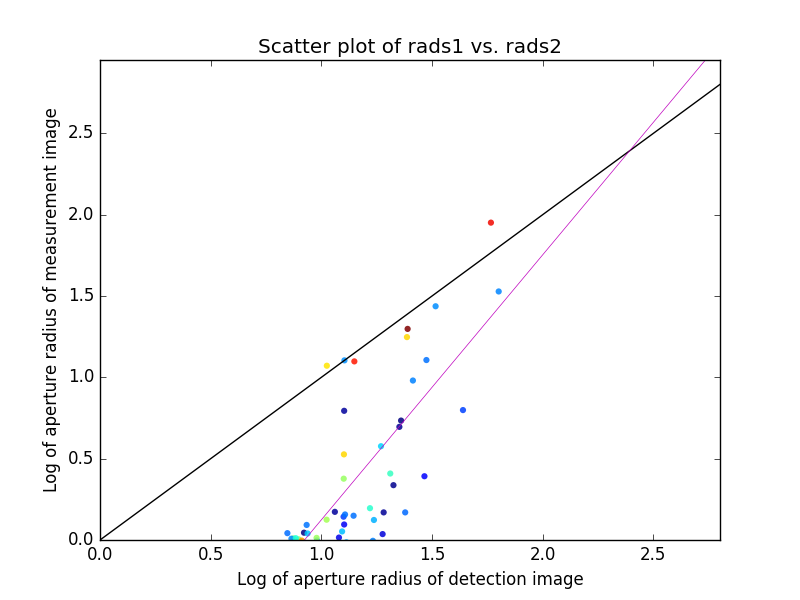 Scatter plot of rads1 vs. rads2
Log of aperture radius of measurement image
2.5
2.0
1.5
1.0
0.5
0.0
0.0 0.5 1.0 1.5 2.0 2.5
Log of aperture radius of detection image